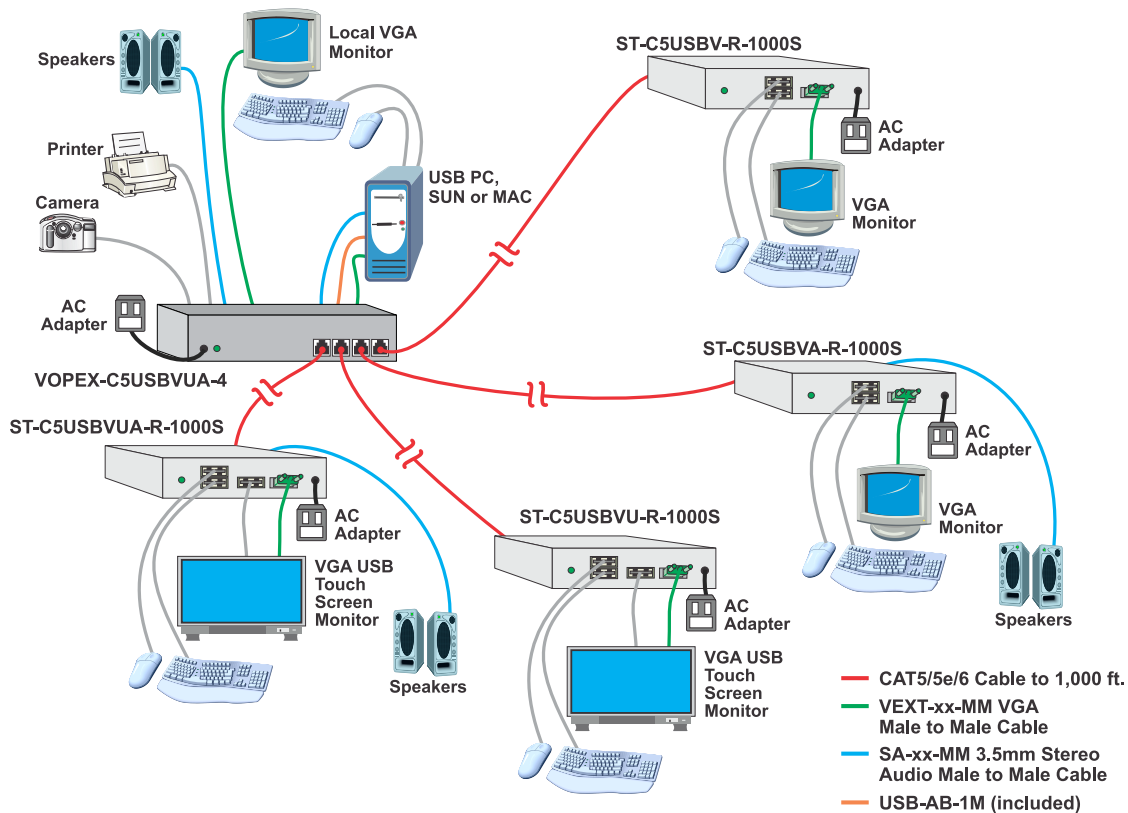 Speakers
Local VGA
Monitor
Printer
Camera
USB PC,
SUN or MAC
AC
Adapter
VOPEX-C5USBVUA-4
ST-C5USBV-R-1000S
AC
Adapter
VGA
Monitor
ST-C5USBVA-R-1000S
AC
Adapter
VGA
Monitor
Speakers
ST-C5USBVUA-R-1000S
AC
Adapter
VGA USB
Touch
Screen
Monitor
Speakers
ST-C5USBVU-R-1000S
AC
Adapter
VGA USB
Touch
Screen
Monitor
CAT5/5e/6 Cable to 1,000 ft.
VEXT-xx-MM VGA
Male to Male Cable
SA-xx-MM 3.5mm Stereo
Audio Male to Male Cable
USB-AB-1M (included)